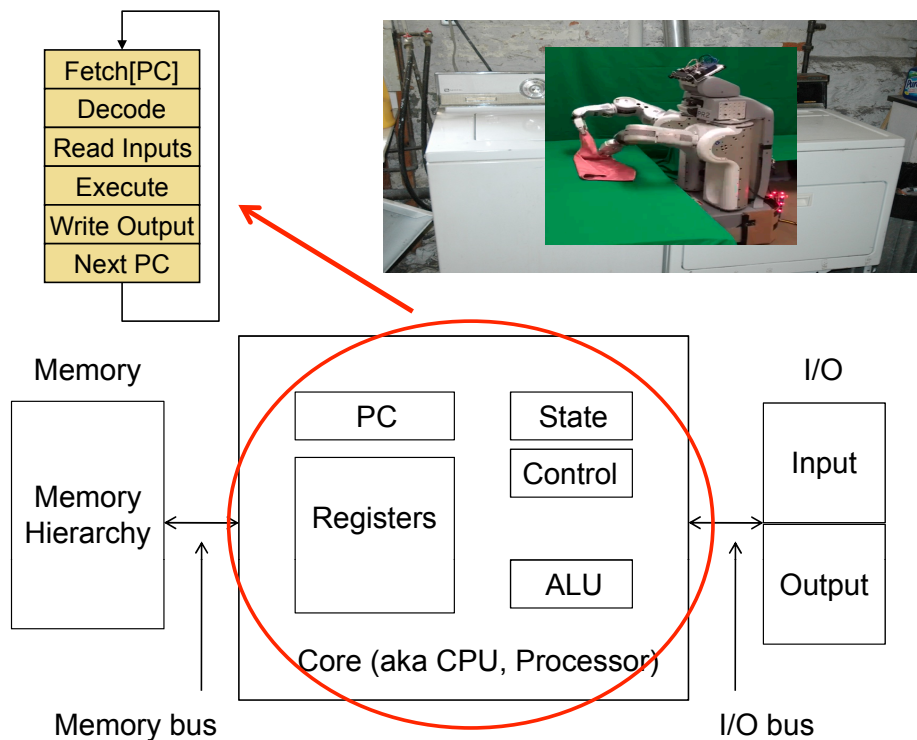 Fetch[PC]
Decode
Read Inputs
Execute
Write Output
Next PC
Memory
I/O
PC
State
Control
Memory
Hierarchy
Registers
Input
ALU
Output
Core (aka CPU, Processor)
Memory bus
I/O bus